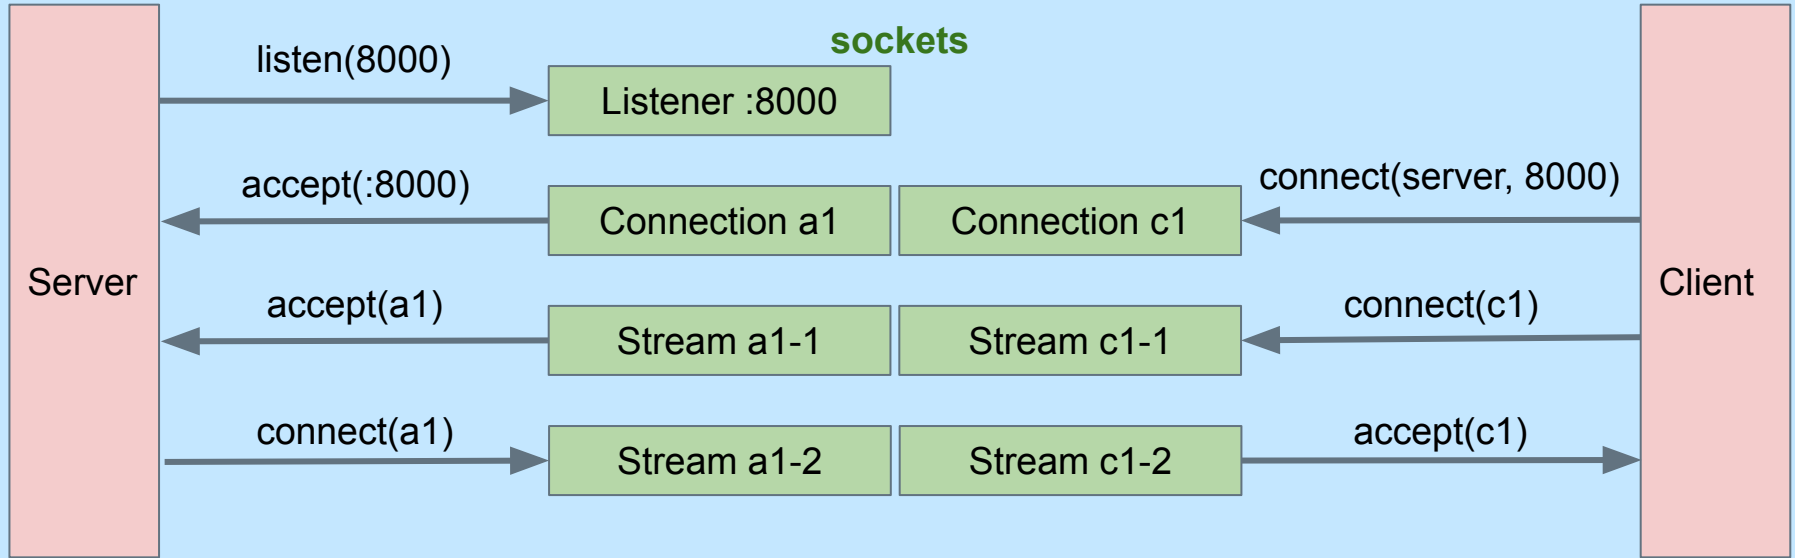 sockets
listen(8000)
Listener :8000
accept(:8000)
Connection a1
Connection c1
connect(server, 8000)
Server
Client
accept(a1)
Stream a1-1
Stream c1-1
connect(c1)
connect(a1)
Stream a1-2
Stream c1-2
accept(c1)